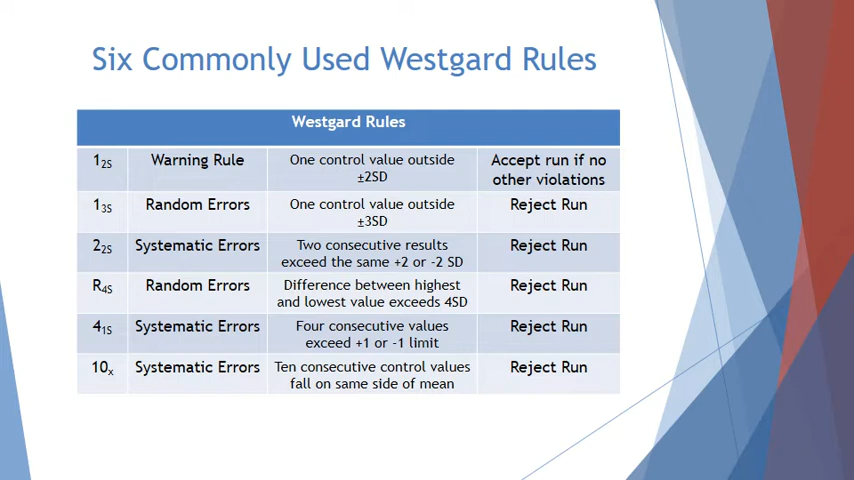 Six Commonly Used Westgard Rules
Westgard Rules
1₂S Warning Rule One control value outside Accept run if no
±2SD other violations
1₃S Random Errors One control value outside Reject Run
±3SD
2₂S Systematic Errors Two consecutive results Reject Run
exceed the same +2 or -2 SD
R₄S Random Errors Difference between highest Reject Run
and lowest value exceeds 4SD
4₁S Systematic Errors Four consecutive values Reject Run
exceed +1 or -1 limit
10ₓ Systematic Errors Ten consecutive control values Reject Run
fall on same side of mean